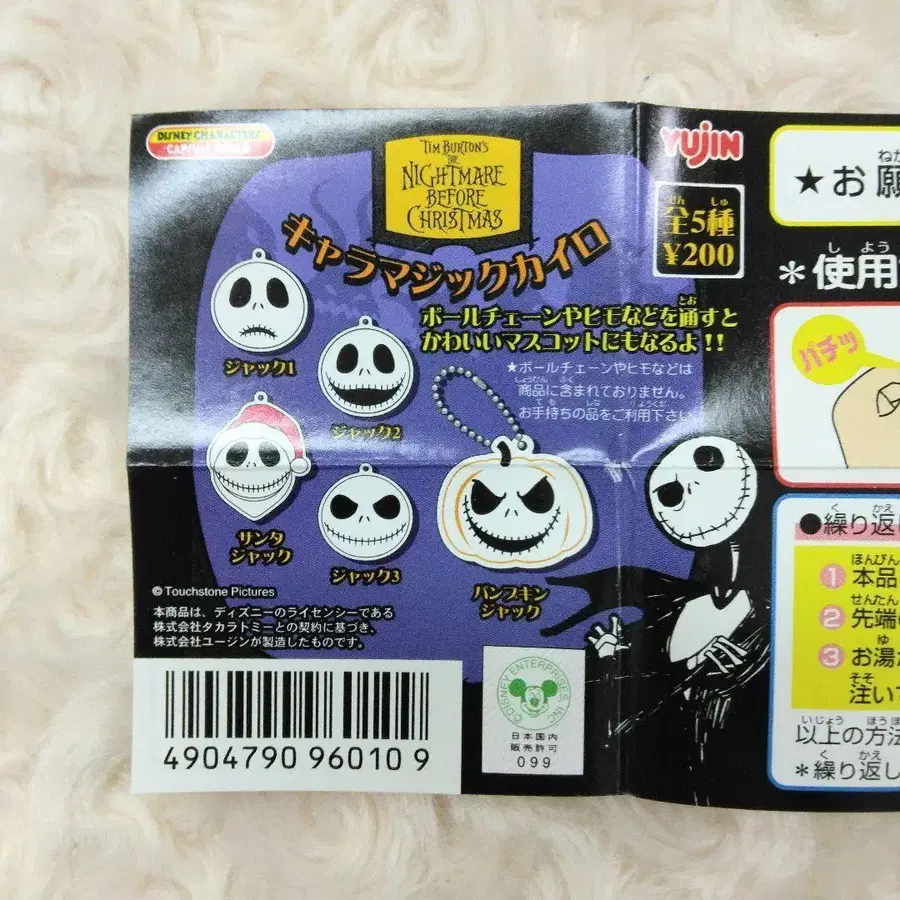 DISNEY CHARACTERS
CAPSULE WORLD
TIM BURTON'S
THE
NIGHTMARE
BEFORE
CHRISTMAS
キャラマジックカイロ
ボールチェーンやヒモなどを通すと
かわいいマスコットにもなるよ!!
★ボールチェーンやヒモなどは
商品に含まれておりません。
お手持ちの品をご利用下さい
ジャック1
ジャック2
サンタ
ジャック
ジャック3
パンプキン
ジャック
© Touchstone Pictures
本商品は、ディズニーのライセンシーである
株式会社タカラトミーとの契約に基づき、
株式会社ユージンが製造したものです。
4904790 960109
©DISNEY ENTERPRISES, INC
日本国内
販売許可
099
YUJIN
全5種
¥200
★お願
*使用
パチッ
●繰り返し
1 本品
2 先端
3 お湯
注い
以上の方法
*繰り返し